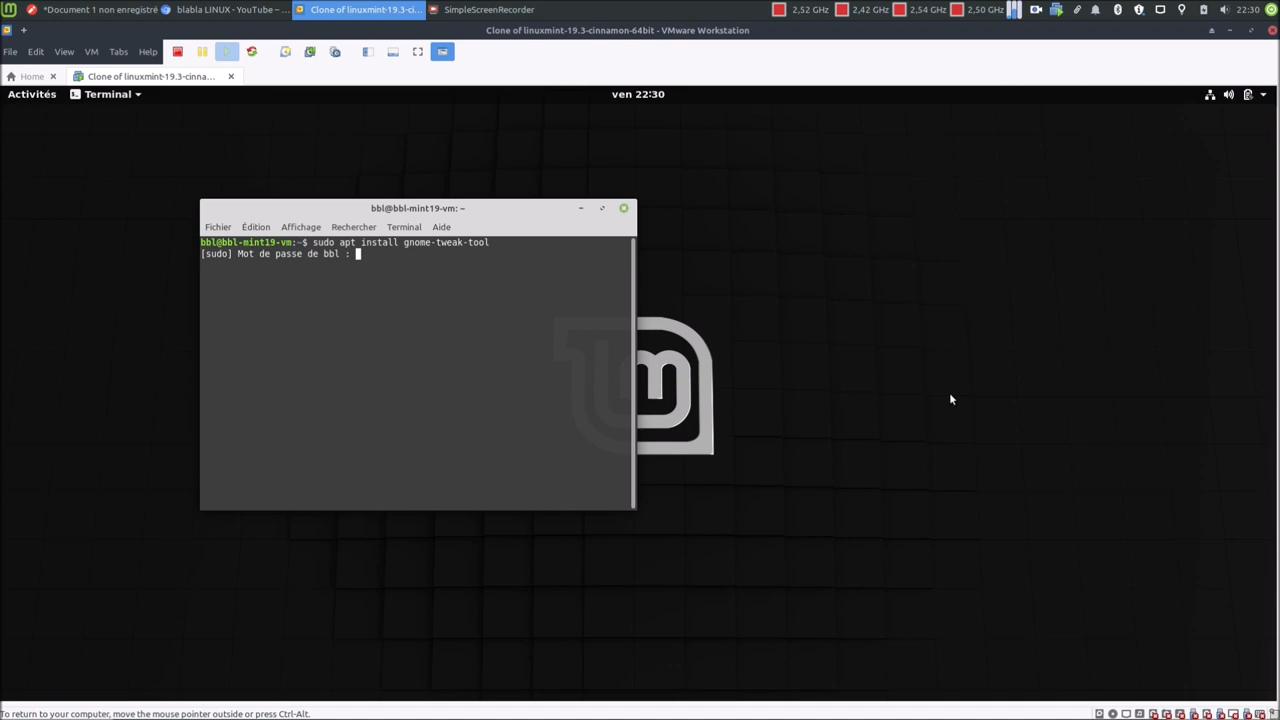 *Document 1 non enregistré
blabla LINUX - YouTube – ...
Clone of linuxmint-19.3-ci...
SimpleScreenRecorder
2,52 GHz
2,42 GHz
2,54 GHz
2,50 GHz
22:30
Clone of linuxmint-19.3-cinnamon-64bit - VMware Workstation
File Edit View VM Tabs Help
Home
Clone of linuxmint-19.3-cinna...
Activités
Terminal
ven 22:30
bbl@bbl-mint19-vm: ~
Fichier Édition Affichage Rechercher Terminal Aide
bbl@bbl-mint19-vm:~$ sudo apt install gnome-tweak-tool
[sudo] Mot de passe de bbl :
To return to your computer, move the mouse pointer outside or press Ctrl-Alt.